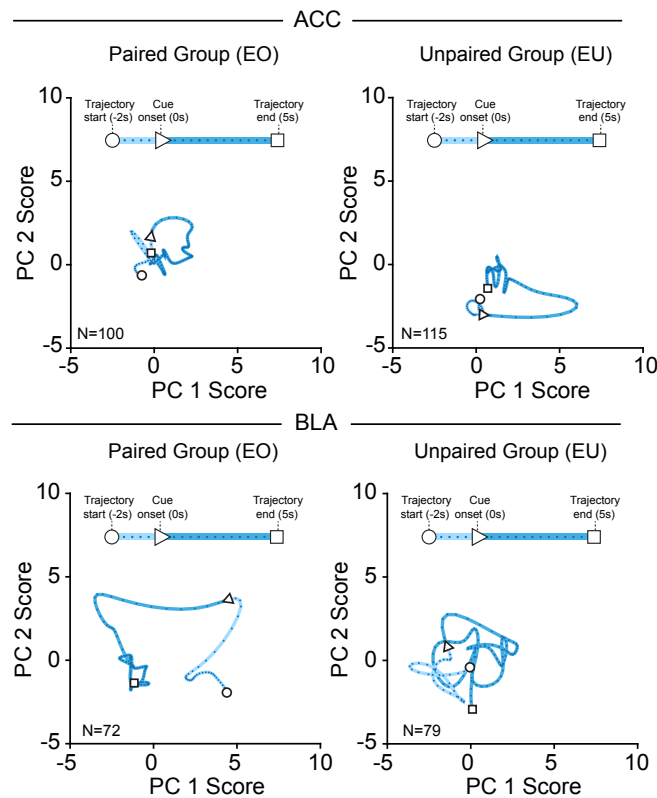 ACC
Paired Group (EO)
Unpaired Group (EU)
10
5
0
-5
PC 2 Score
Trajectory
start (-2s)
Cue
onset (0s)
Trajectory
end (5s)
N=100
-5
0
5
10
PC 1 Score
10
5
0
-5
PC 2 Score
Trajectory
start (-2s)
Cue
onset (0s)
Trajectory
end (5s)
N=115
-5
0
5
10
PC 1 Score
BLA
Paired Group (EO)
Unpaired Group (EU)
10
5
0
-5
PC 2 Score
Trajectory
start (-2s)
Cue
onset (0s)
Trajectory
end (5s)
N=72
-5
0
5
10
PC 1 Score
10
5
0
-5
PC 2 Score
Trajectory
start (-2s)
Cue
onset (0s)
Trajectory
end (5s)
N=79
-5
0
5
10
PC 1 Score